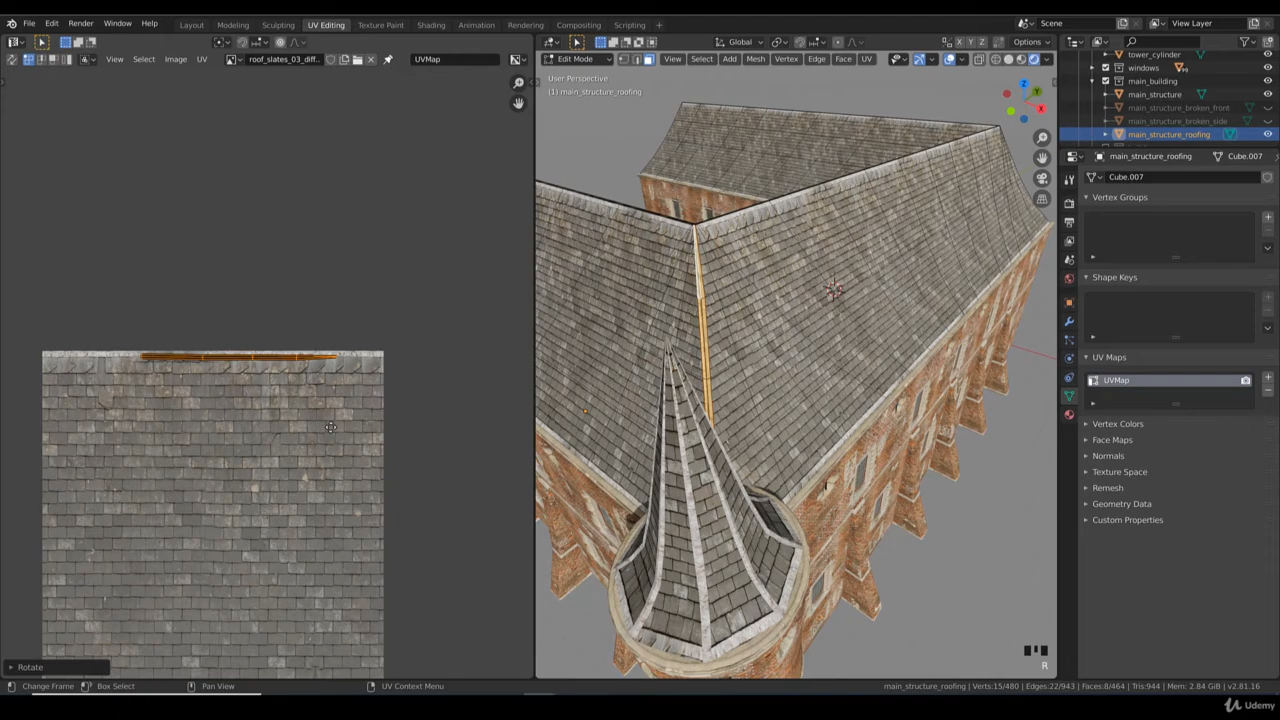 File Edit Render Window Help Layout Modeling Sculpting UV Editing Texture Paint Shading Animation Rendering Compositing Scripting + Scene View Layer
View Select Image UV roof_slates_03_diff... UVMap
Global X Y Z Options
Edit Mode View Select Add Mesh Vertex Edge Face UV
User Perspective
(1) main_structure_roofing
tower_cylinder
windows
main_building
main_structure
main_structure_broken_front
main_structure_broken_side
main_structure_roofing
main_structure_roofing Cube.007
Cube.007
Vertex Groups
Shape Keys
UV Maps
UVMap
Vertex Colors
Face Maps
Normals
Texture Space
Remesh
Geometry Data
Custom Properties
Z
Y
X
R
Rotate
Change Frame Box Select Pan View UV Context Menu main_structure_roofing | Verts:15/480 | Edges:22/943 | Faces:8/464 | Tris:944 | Mem: 2.84 GiB | v2.81.16
Udemy